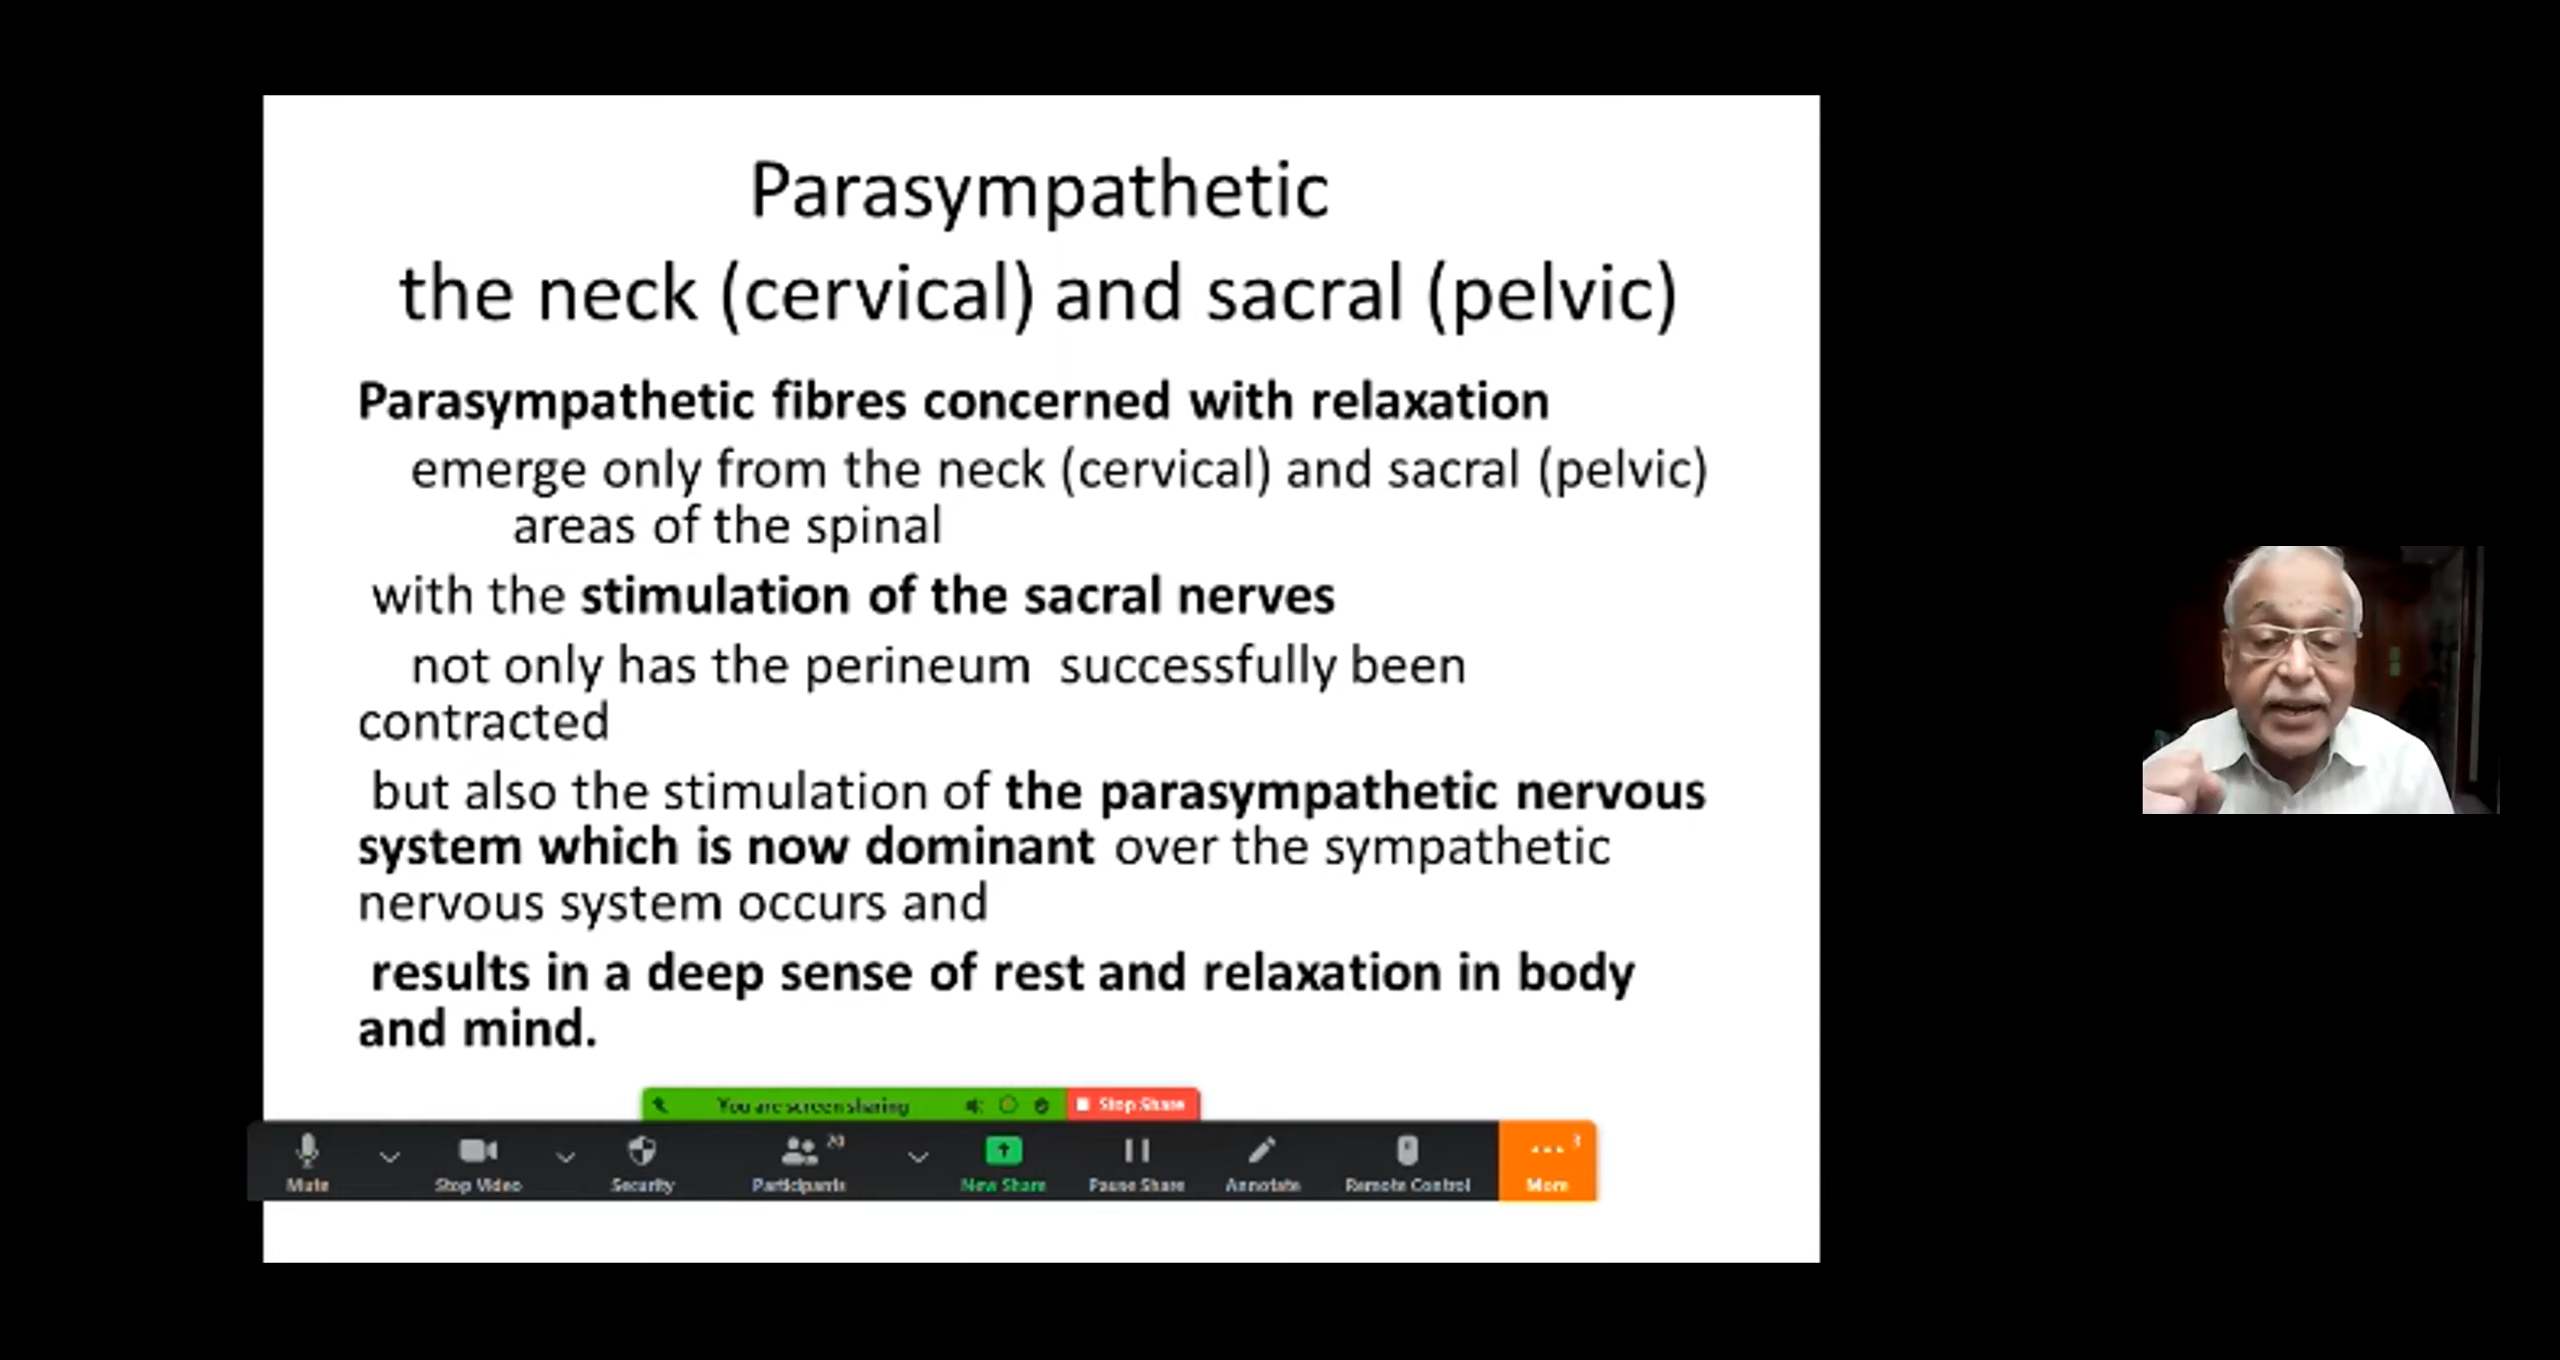 Parasympathetic
the neck (cervical) and sacral (pelvic)
Parasympathetic fibres concerned with relaxation
emerge only from the neck (cervical) and sacral (pelvic)
areas of the spinal
with the stimulation of the sacral nerves
not only has the perineum successfully been
contracted
but also the stimulation of the parasympathetic nervous
system which is now dominant over the sympathetic
nervous system occurs and
results in a deep sense of rest and relaxation in body
and mind.
You are screen sharing Stop Share
20 3
Mute Stop Video Security Participants New Share Pause Share Annotate Remote Control More